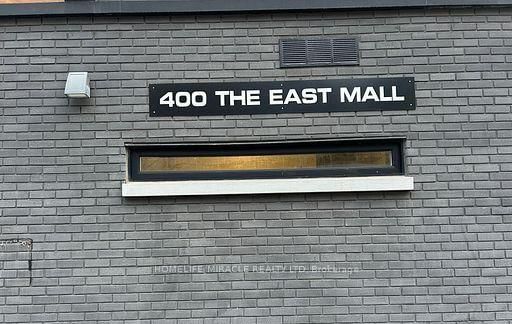 400 THE EAST MALL
HOMELIFE MIRACLE REALTY LTD, Brokerage